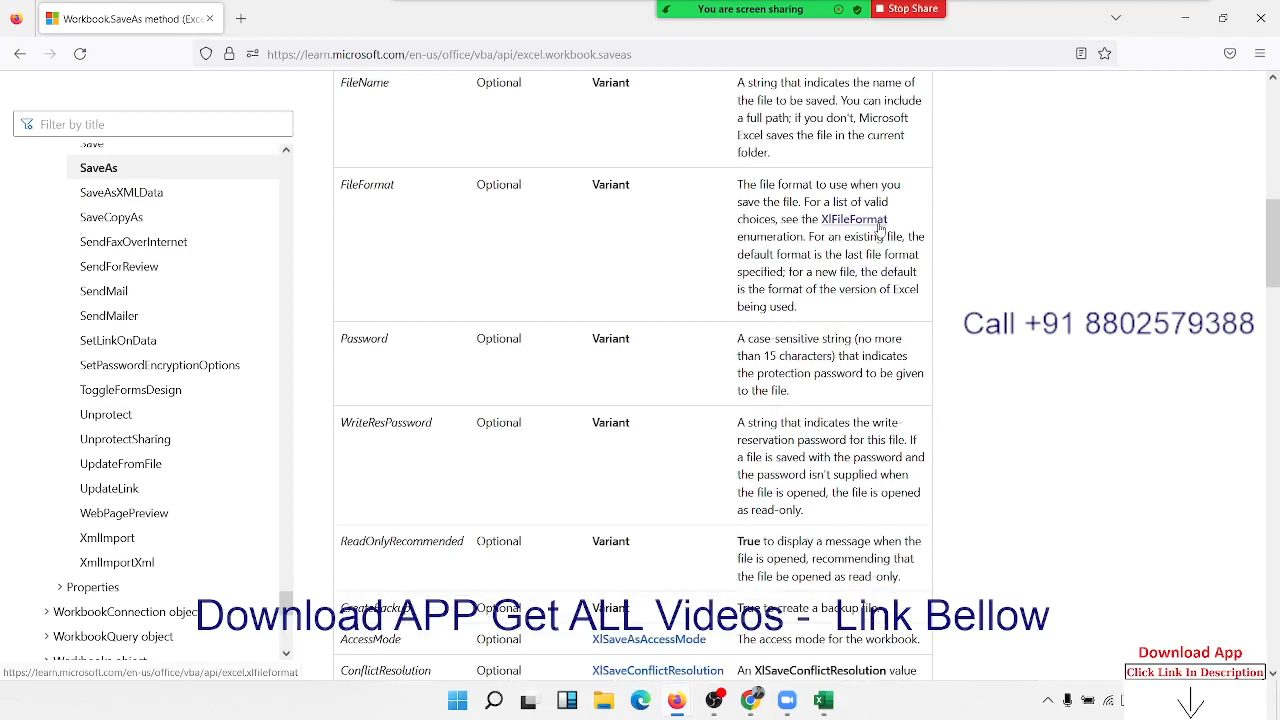 Workbook.SaveAs method (Exc
You are screen sharing
Stop Share
https://learn.microsoft.com/en-us/office/vba/api/excel.workbook.saveas
Filter by title
Save
SaveAs
SaveAsXMLData
SaveCopyAs
SendFaxOverInternet
SendForReview
SendMail
SendMailer
SetLinkOnData
SetPasswordEncryptionOptions
ToggleFormsDesign
Unprotect
UnprotectSharing
UpdateFromFile
UpdateLink
WebPagePreview
XmlImport
XmlImportXml
Properties
WorkbookConnection objec
WorkbookQuery object
Workbooks object
https://learn.microsoft.com/en-us/office/vba/api/excel.xlfileformat
FileName Optional Variant A string that indicates the name of
the file to be saved. You can include
a full path; if you don't, Microsoft
Excel saves the file in the current
folder.
FileFormat Optional Variant The file format to use when you
save the file. For a list of valid
choices, see the XlFileFormat
enumeration. For an existing file, the
default format is the last file format
specified; for a new file, the default
is the format of the version of Excel
being used.
Password Optional Variant A case-sensitive string (no more
than 15 characters) that indicates
the protection password to be given
to the file.
WriteResPassword Optional Variant A string that indicates the write-
reservation password for this file. If
a file is saved with the password and
the password isn't supplied when
the file is opened, the file is opened
as read-only.
ReadOnlyRecommended Optional Variant True to display a message when the
file is opened, recommending that
the file be opened as read-only.
CreateBackup Optional Variant True to create a backup file.
AccessMode Optional XlSaveAsAccessMode The access mode for the workbook.
ConflictResolution Optional XlSaveConflictResolution An XlSaveConflictResolution value
Call +91 8802579388
Download APP Get ALL Videos - Link Bellow
Download App
Click Link In Description